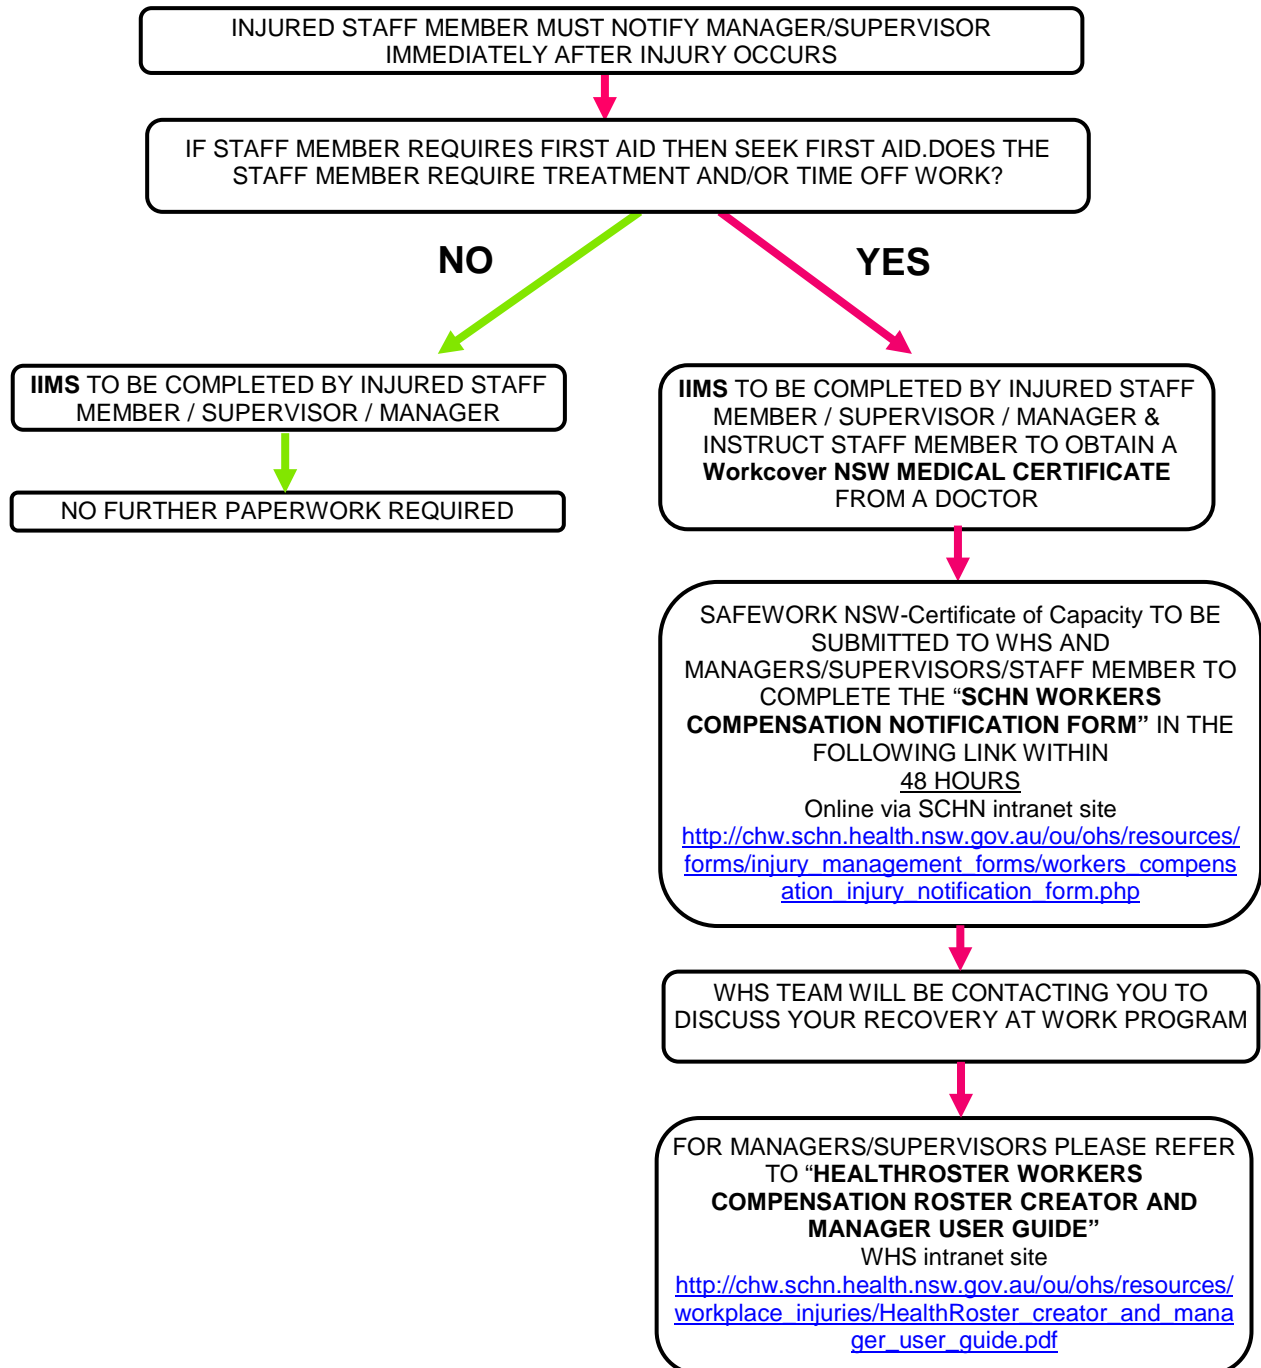 INJURED STAFF MEMBER MUST NOTIFY MANAGER/SUPERVISOR
IMMEDIATELY AFTER INJURY OCCURS
IF STAFF MEMBER REQUIRES FIRST AID THEN SEEK FIRST AID.DOES THE
STAFF MEMBER REQUIRE TREATMENT AND/OR TIME OFF WORK?
NO
YES
IIMS TO BE COMPLETED BY INJURED STAFF
MEMBER / SUPERVISOR / MANAGER
NO FURTHER PAPERWORK REQUIRED
IIMS TO BE COMPLETED BY INJURED STAFF
MEMBER / SUPERVISOR / MANAGER &
INSTRUCT STAFF MEMBER TO OBTAIN A
Workcover NSW MEDICAL CERTIFICATE
FROM A DOCTOR
SAFEWORK NSW-Certificate of Capacity TO BE
SUBMITTED TO WHS AND
MANAGERS/SUPERVISORS/STAFF MEMBER TO
COMPLETE THE “SCHN WORKERS
COMPENSATION NOTIFICATION FORM” IN THE
FOLLOWING LINK WITHIN
48 HOURS
Online via SCHN intranet site
http://chw.schn.health.nsw.gov.au/ou/ohs/resources/
forms/injury_management_forms/workers_compens
ation_injury_notification_form.php
WHS TEAM WILL BE CONTACTING YOU TO
DISCUSS YOUR RECOVERY AT WORK PROGRAM
FOR MANAGERS/SUPERVISORS PLEASE REFER
TO “HEALTHROSTER WORKERS
COMPENSATION ROSTER CREATOR AND
MANAGER USER GUIDE”
WHS intranet site
http://chw.schn.health.nsw.gov.au/ou/ohs/resources/
workplace_injuries/HealthRoster_creator_and_mana
ger_user_guide.pdf